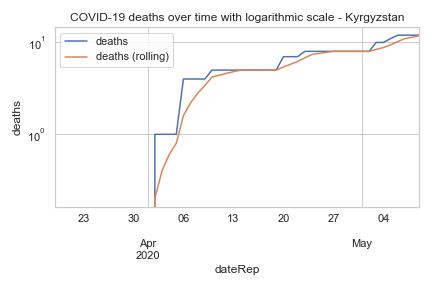 COVID-19 deaths over time with logarithmic scale - Kyrgyzstan
10¹
deaths
deaths (rolling)
deaths
10⁰
23 30 06 13 20 27 04
Apr May
2020
dateRep